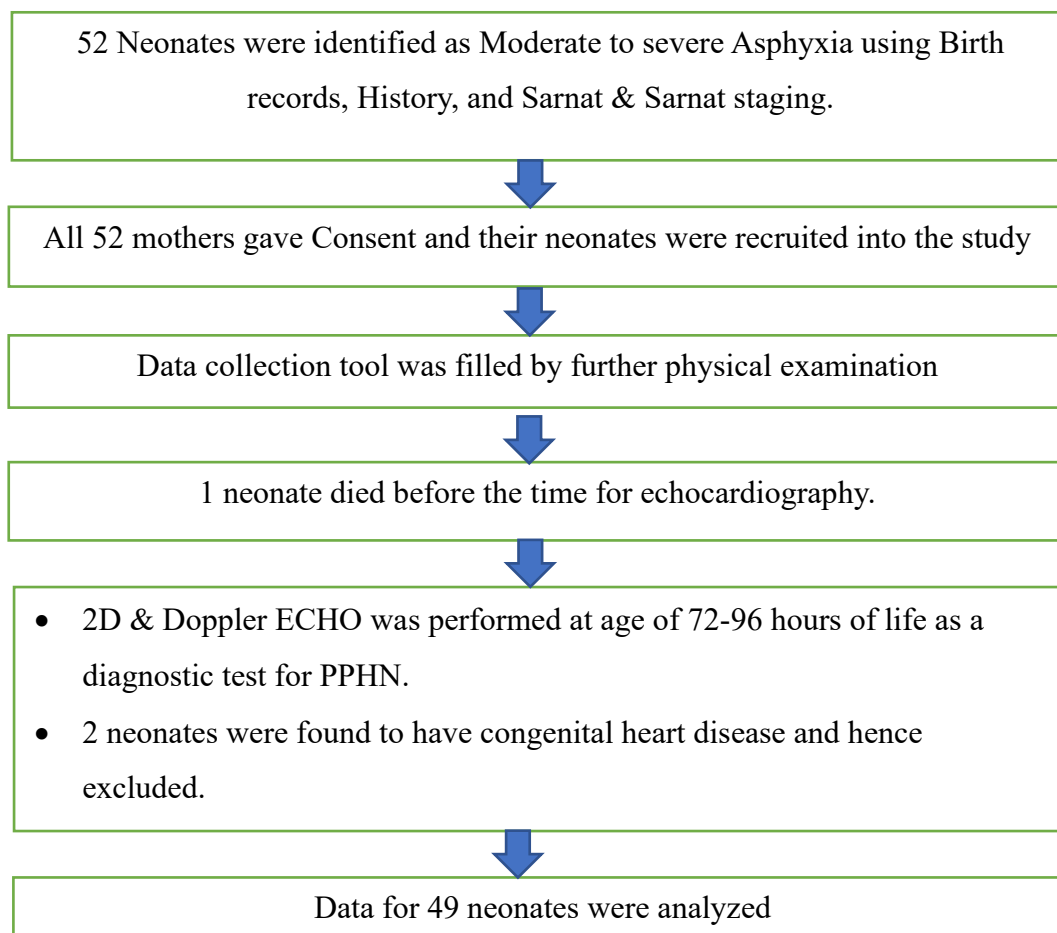 52 Neonates were identified as Moderate to severe Asphyxia using Birth
records, History, and Sarnat & Sarnat staging.
All 52 mothers gave Consent and their neonates were recruited into the study
Data collection tool was filled by further physical examination
1 neonate died before the time for echocardiography.
• 2D & Doppler ECHO was performed at age of 72-96 hours of life as a
diagnostic test for PPHN.
• 2 neonates were found to have congenital heart disease and hence
excluded.
Data for 49 neonates were analyzed